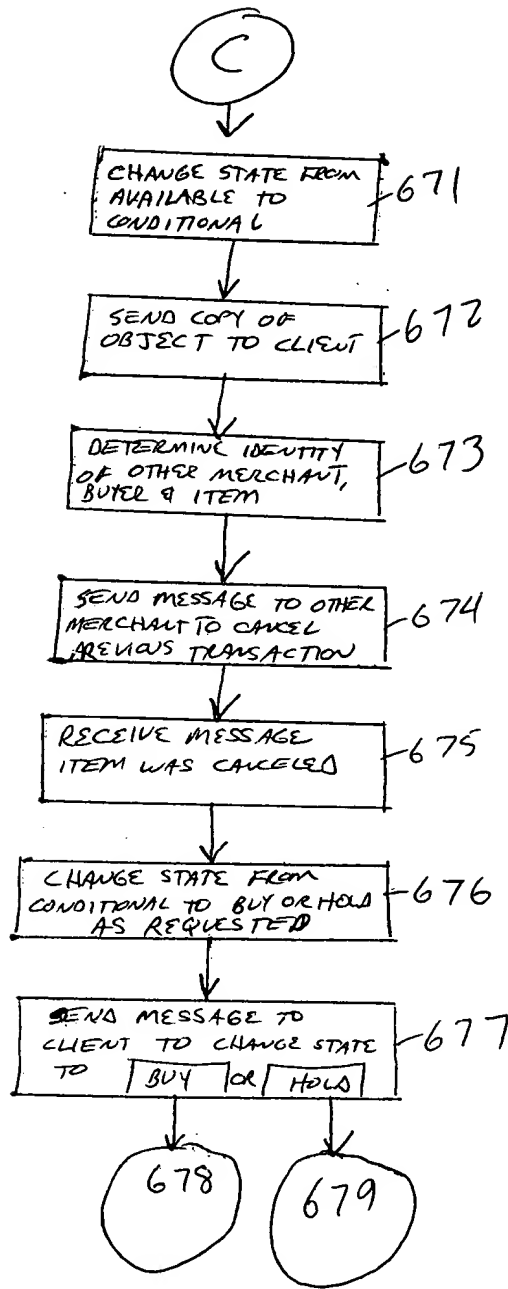 C
CHANGE STATE FROM
AVAILABLE TO
CONDITIONAL
671
SEND COPY OF
OBJECT TO CLIENT
672
DETERMINE IDENTITY
OF OTHER MERCHANT,
BUYER & ITEM
673
SEND MESSAGE TO OTHER
MERCHANT TO CANCEL
PREVIOUS TRANSACTION
674
RECEIVE MESSAGE
ITEM WAS CANCELED
675
CHANGE STATE FROM
CONDITIONAL TO BUY OR HOLD
AS REQUESTED
676
SEND MESSAGE TO
CLIENT TO CHANGE STATE
TO BUY OR HOLD
677
678
679